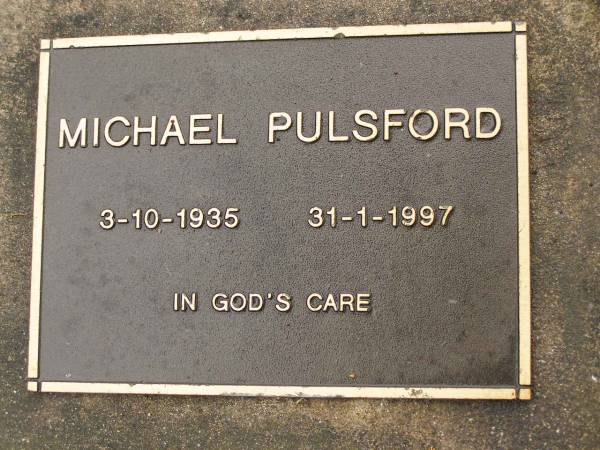 MICHAEL PULSFORD
3-10-1935 31-1-1997
IN GOD'S CARE